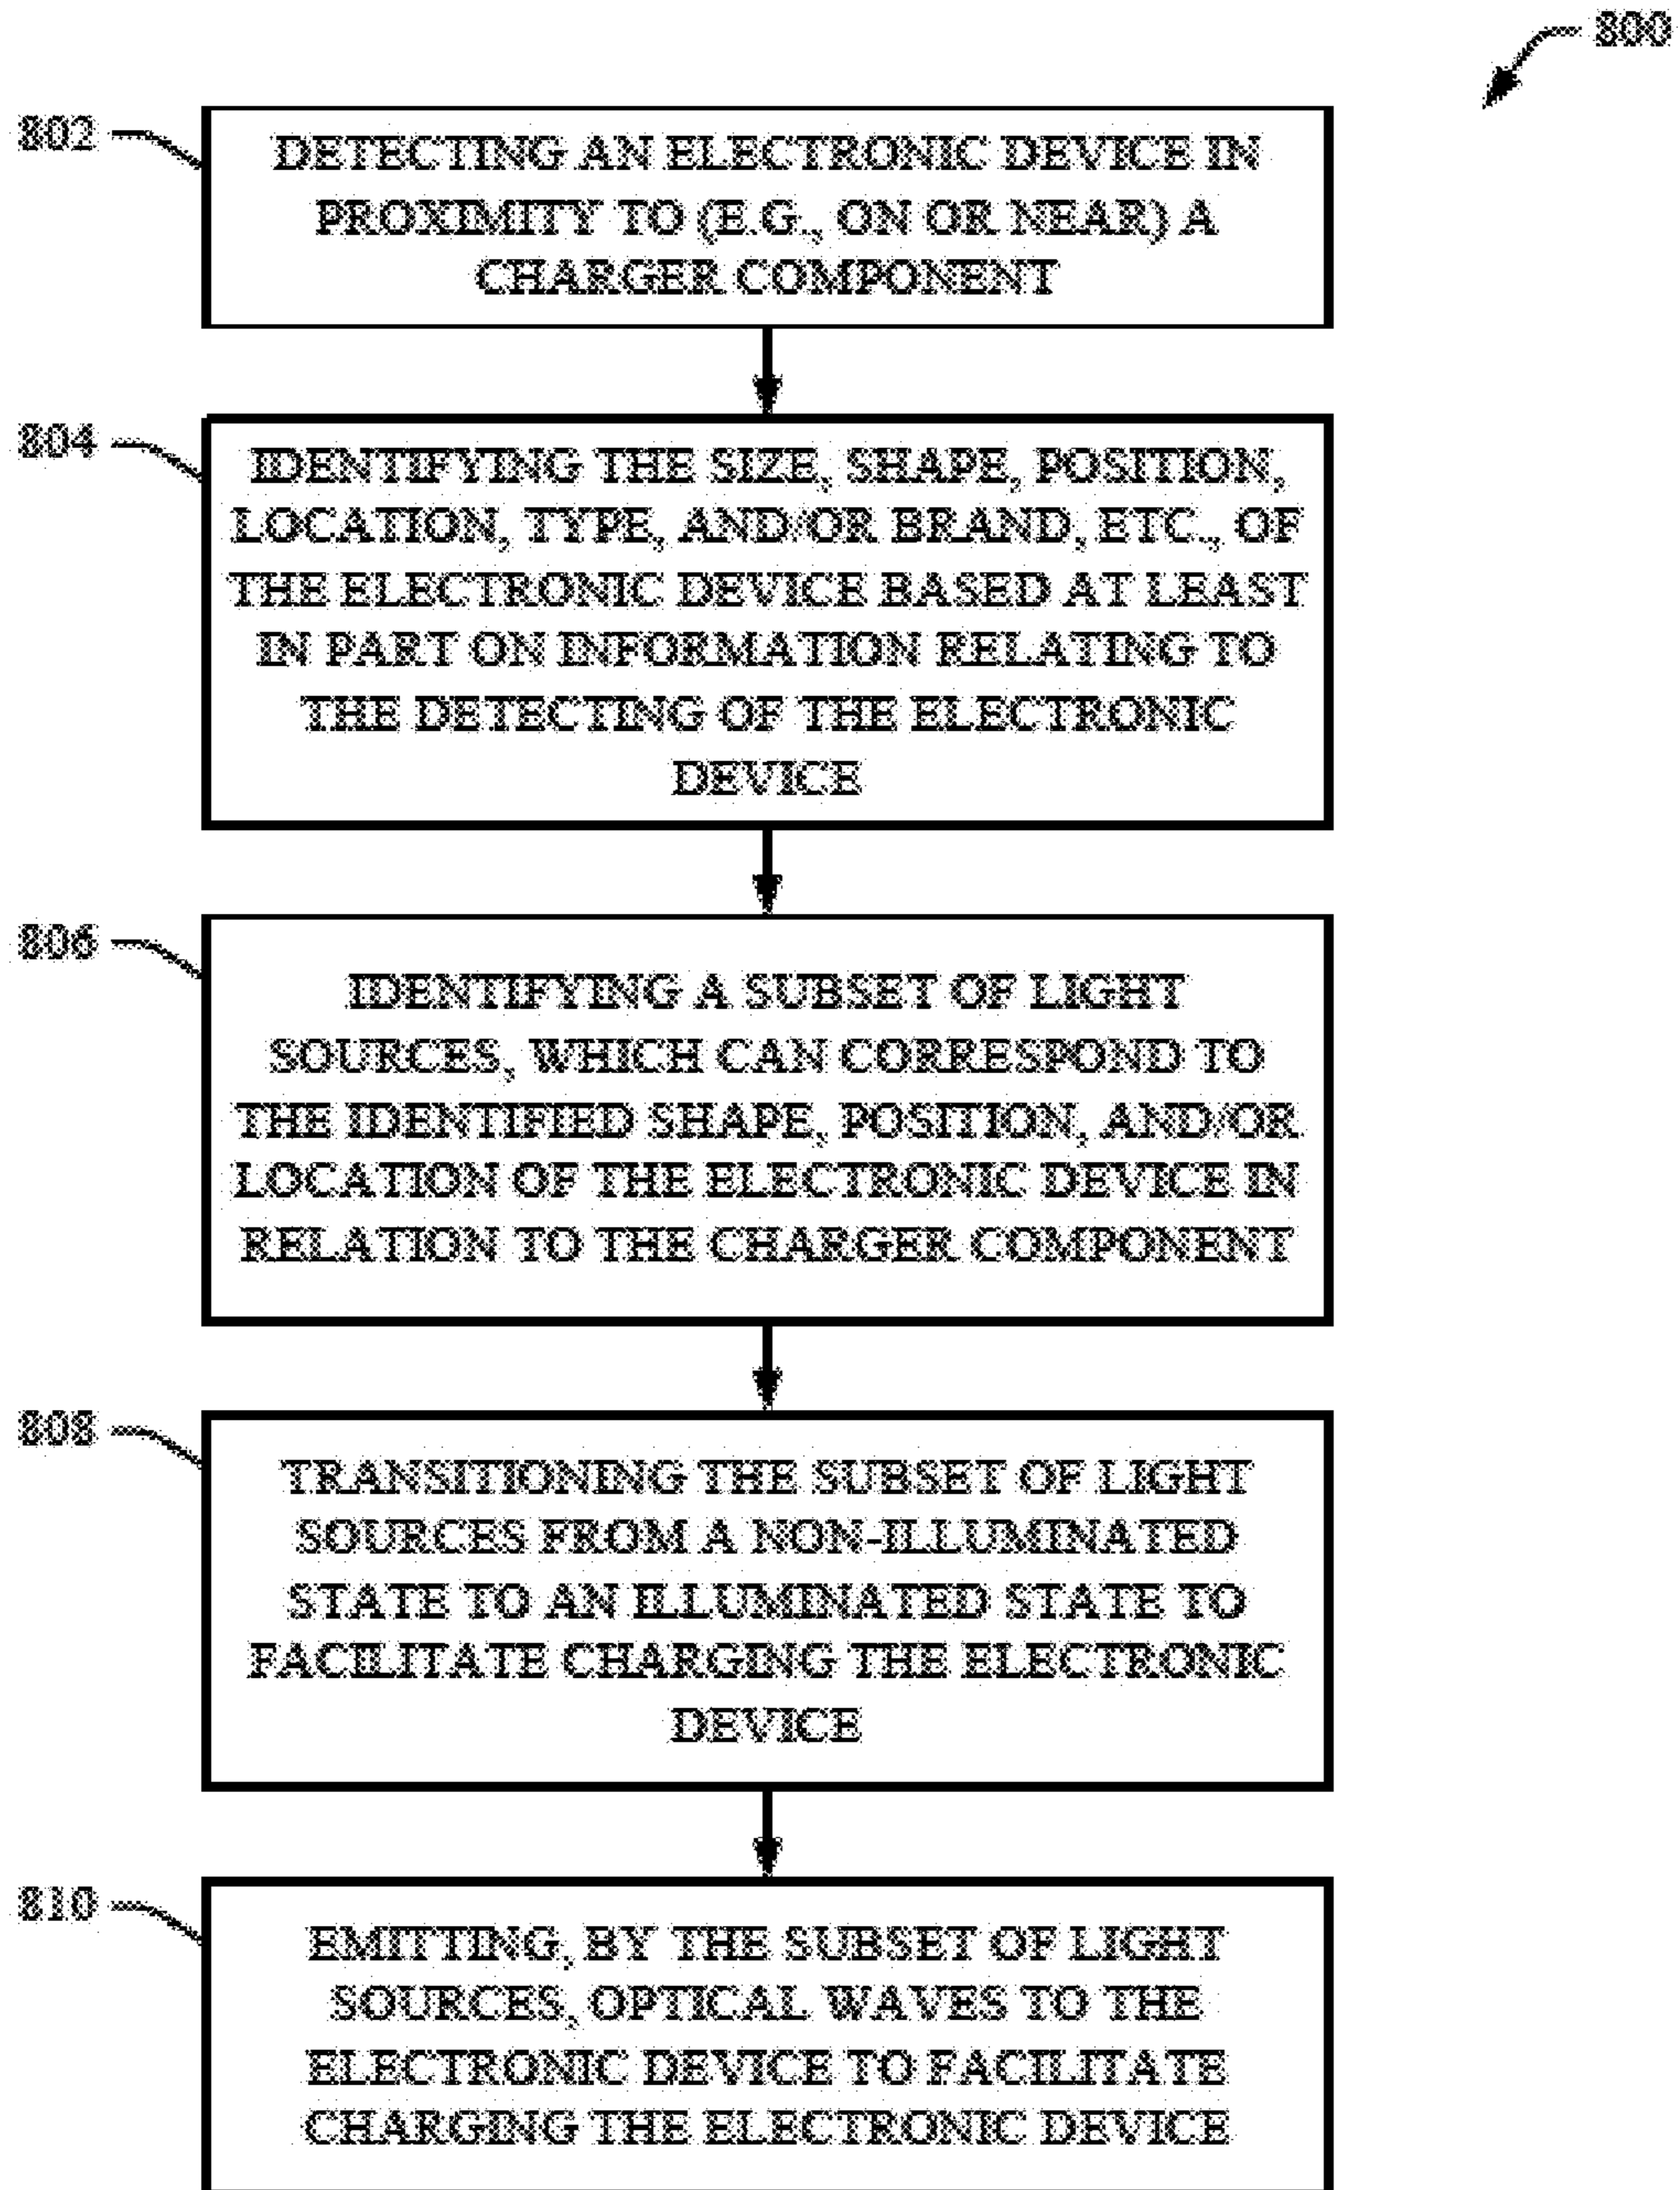 800
802
DETECTING AN ELECTRONIC DEVICE IN
PROXIMITY TO (E.G., ON OR NEAR) A
CHARGER COMPONENT
804
IDENTIFYING THE SIZE, SHAPE, POSITION,
LOCATION, TYPE, AND/OR BRAND, ETC., OF
THE ELECTRONIC DEVICE BASED AT LEAST
IN PART ON INFORMATION RELATING TO
THE DETECTING OF THE ELECTRONIC
DEVICE
806
IDENTIFYING A SUBSET OF LIGHT
SOURCES, WHICH CAN CORRESPOND TO
THE IDENTIFIED SHAPE, POSITION, AND/OR
LOCATION OF THE ELECTRONIC DEVICE IN
RELATION TO THE CHARGER COMPONENT
808
TRANSITIONING THE SUBSET OF LIGHT
SOURCES FROM A NON-ILLUMINATED
STATE TO AN ILLUMINATED STATE TO
FACILITATE CHARGING THE ELECTRONIC
DEVICE
810
EMITTING, BY THE SUBSET OF LIGHT
SOURCES, OPTICAL WAVES TO THE
ELECTRONIC DEVICE TO FACILITATE
CHARGING THE ELECTRONIC DEVICE